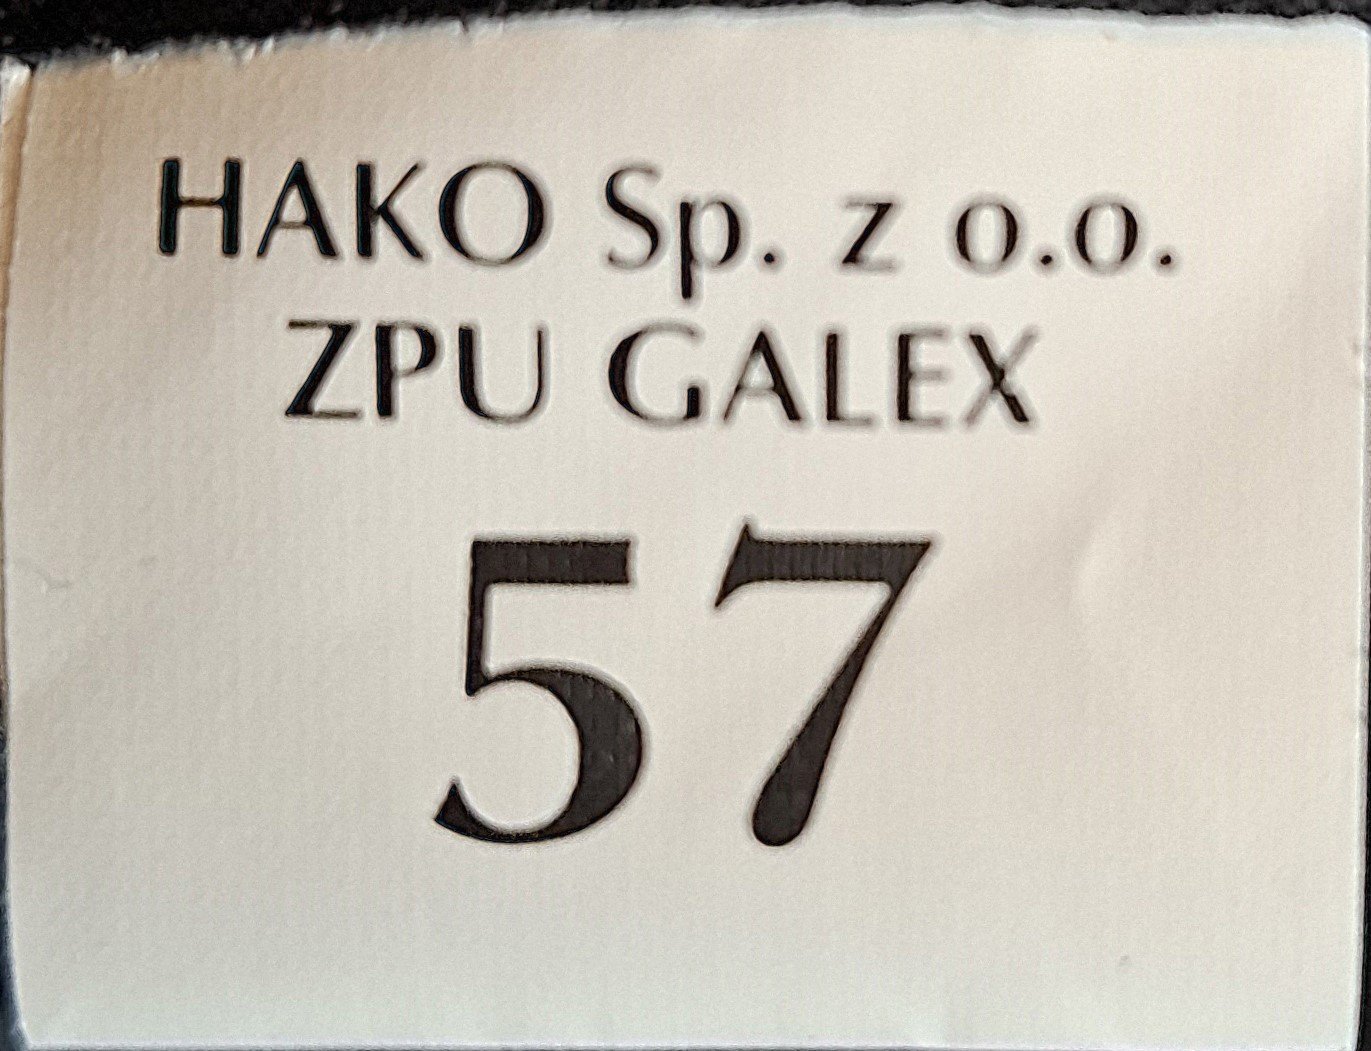 HAKO Sp. z o.o.
ZPU GALEX
57